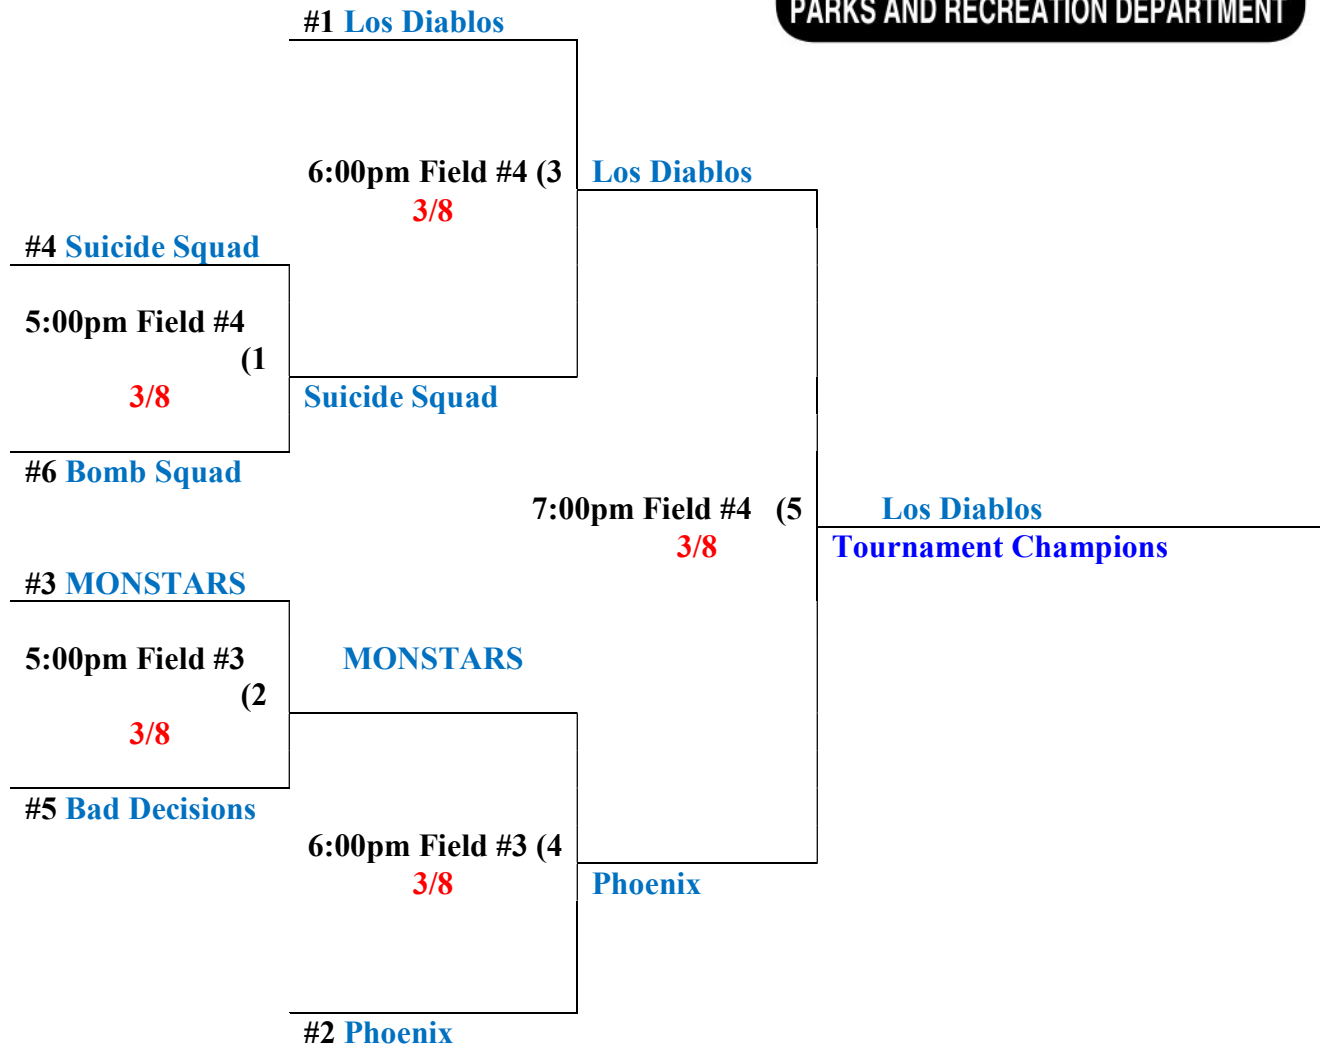 PARKS AND RECREATION DEPARTMENT
#1 Los Diablos
6:00pm Field #4 (3
3/8
Los Diablos
#4 Suicide Squad
5:00pm Field #4
(1
3/8
Suicide Squad
#6 Bomb Squad
7:00pm Field #4 (5
3/8
Los Diablos
Tournament Champions
#3 MONSTARS
5:00pm Field #3
(2
3/8
MONSTARS
#5 Bad Decisions
6:00pm Field #3 (4
3/8
Phoenix
#2 Phoenix